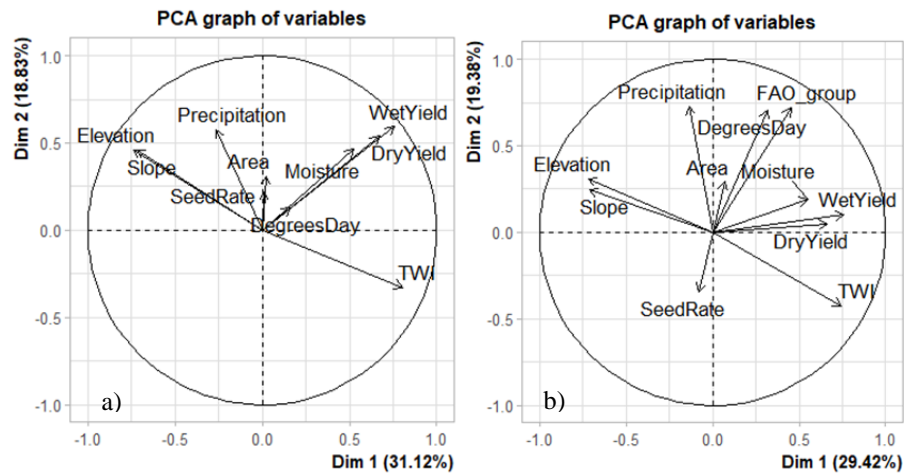 PCA graph of variables
Dim 2 (18.83%)
1.0
0.5
0.0
-0.5
-1.0
Precipitation
WetYield
Elevation
DryYield
Area
Moisture
Slope
SeedRate
DegreesDay
TWI
a)
-1.0 -0.5 0.0 0.5 1.0
Dim 1 (31.12%)
PCA graph of variables
Dim 2 (19.38%)
1.0
0.5
0.0
-0.5
-1.0
Precipitation FAO_group
DegreesDay
Elevation
Area Moisture
Slope
WetYield
DryYield
TWI
SeedRate
b)
-1.0 -0.5 0.0 0.5 1.0
Dim 1 (29.42%)